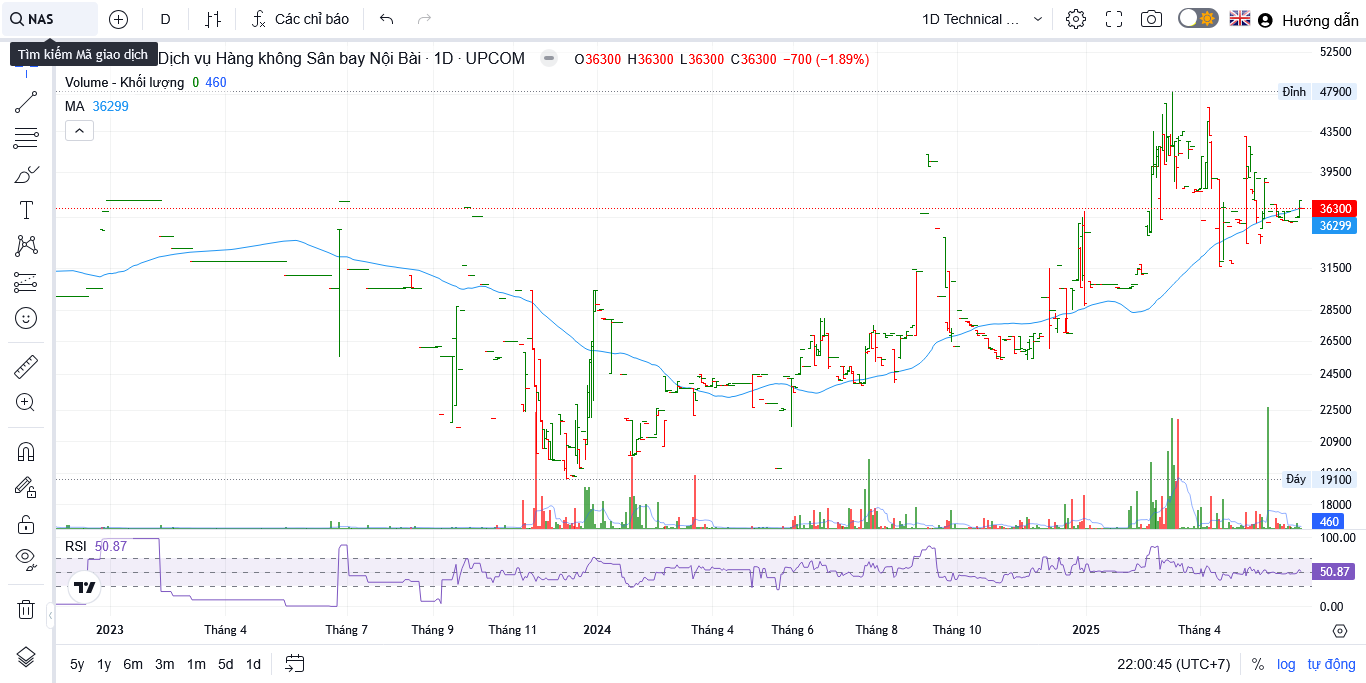 NAS
D
Các chỉ báo
1D Technical ...
Hướng dẫn
Tìm kiếm Mã giao dịch
Dịch vụ Hàng không Sân bay Nội Bài · 1D · UPCOM
O36300 H36300 L36300 C36300 −700 (−1.89%)
Volume - Khối lượng 0 460
MA 36299
52500
Đỉnh 47900
43500
39500
36300
36299
31500
28500
26500
24500
22500
20900
Đáy 19100
18000
460
RSI 50.87
100.00
50.87
0.00
2023 Tháng 4 Tháng 7 Tháng 9 Tháng 11 2024 Tháng 4 Tháng 6 Tháng 8 Tháng 10 2025 Tháng 4
5y 1y 6m 3m 1m 5d 1d
22:00:45 (UTC+7) % log tự động